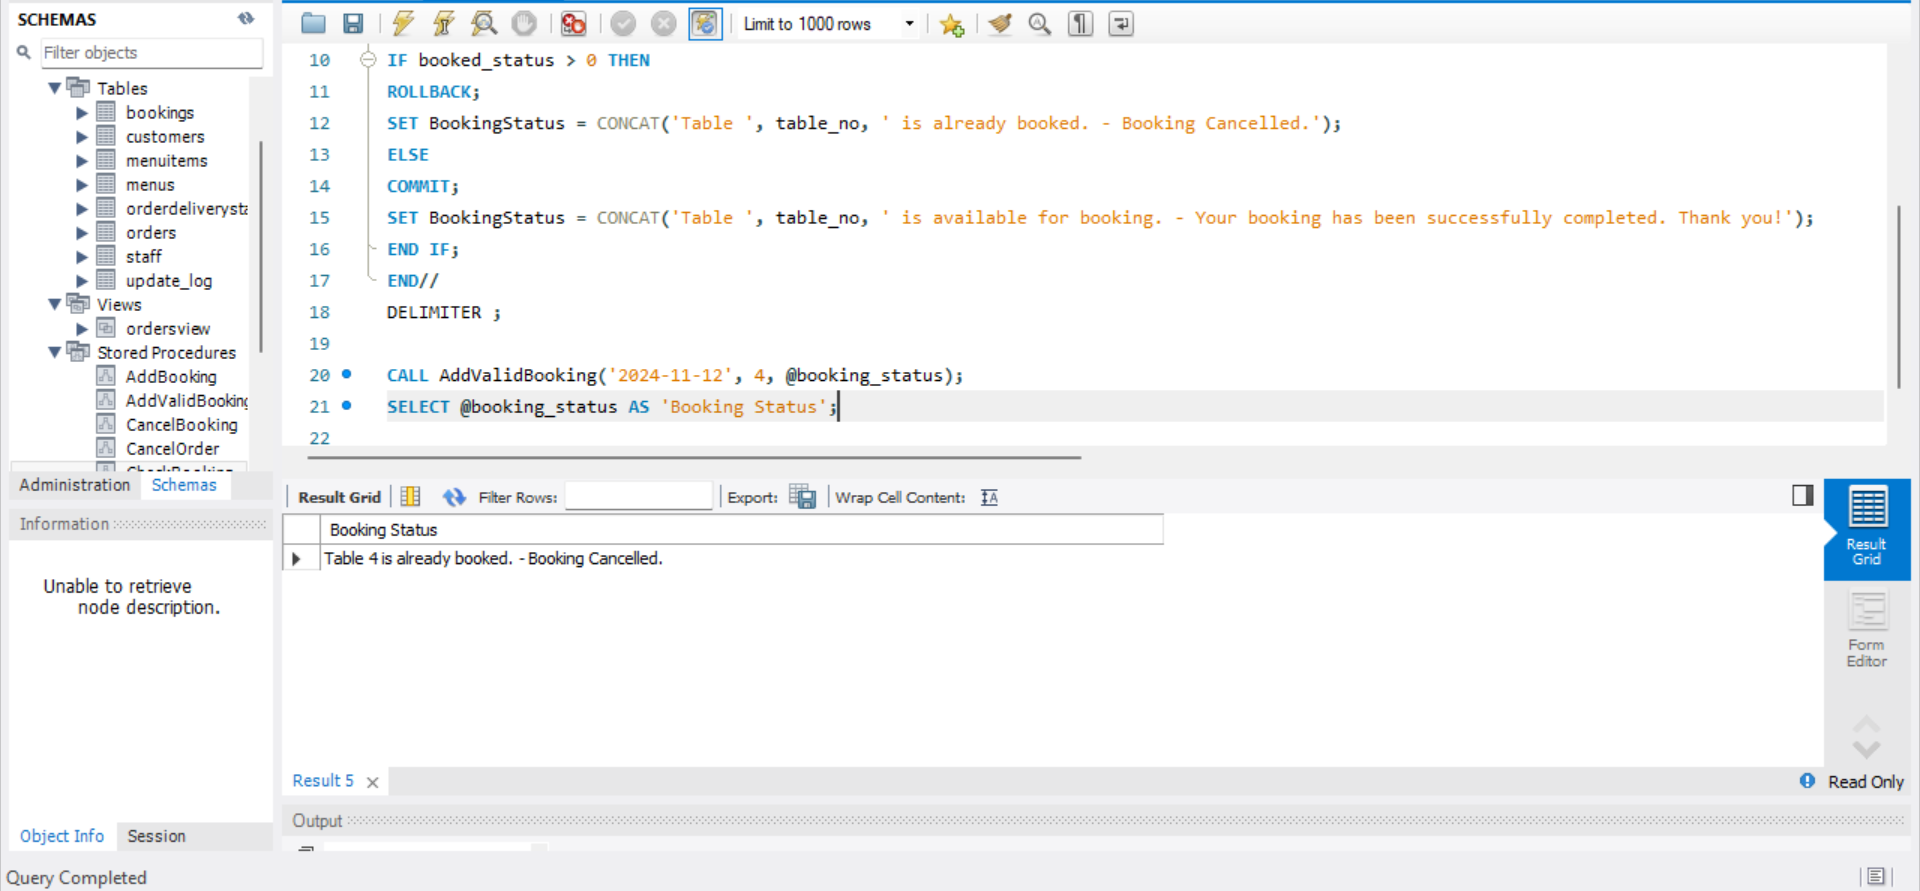 SCHEMAS
Filter objects
Tables
bookings
customers
menuitems
menus
orderdeliverysta
orders
staff
update_log
Views
ordersview
Stored Procedures
AddBooking
AddValidBooking
CancelBooking
CancelOrder
CheckBooking
Administration Schemas
Information
Unable to retrieve
node description.
Object Info Session
Query Completed
Limit to 1000 rows
10 IF booked_status > 0 THEN
11 ROLLBACK;
12 SET BookingStatus = CONCAT('Table ', table_no, ' is already booked. - Booking Cancelled.');
13 ELSE
14 COMMIT;
15 SET BookingStatus = CONCAT('Table ', table_no, ' is available for booking. - Your booking has been successfully completed. Thank you!');
16 END IF;
17 END//
18 DELIMITER ;
19
20 CALL AddValidBooking('2024-11-12', 4, @booking_status);
21 SELECT @booking_status AS 'Booking Status';
22
Result Grid Filter Rows: Export: Wrap Cell Content:
Booking Status
Table 4 is already booked. - Booking Cancelled.
Result
Grid
Form
Editor
Result 5
Read Only
Output